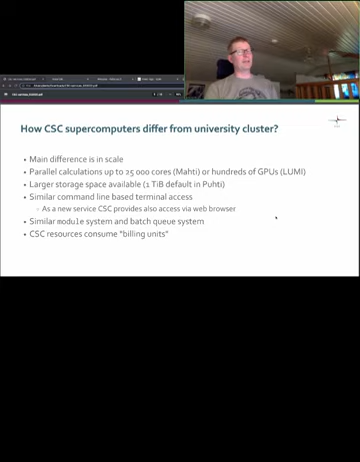 How CSC supercomputers differ from university cluster?
• Main difference is in scale
• Parallel calculations up to 25 000 cores (Mahti) or hundreds of GPUs (LUMI)
• Larger storage space available (1 TiB default in Puhti)
• Similar command line based terminal access
◦ As a new service CSC provides also access via web browser
• Similar module system and batch queue system
• CSC resources consume "billing units"